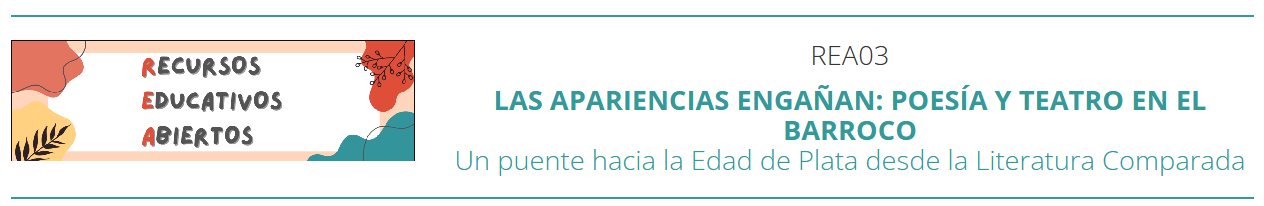 RECURSOS
EDUCATIVOS
ABIERTOS
REA03
LAS APARIENCIAS ENGAÑAN: POESÍA Y TEATRO EN EL
BARROCO
Un puente hacia la Edad de Plata desde la Literatura Comparada